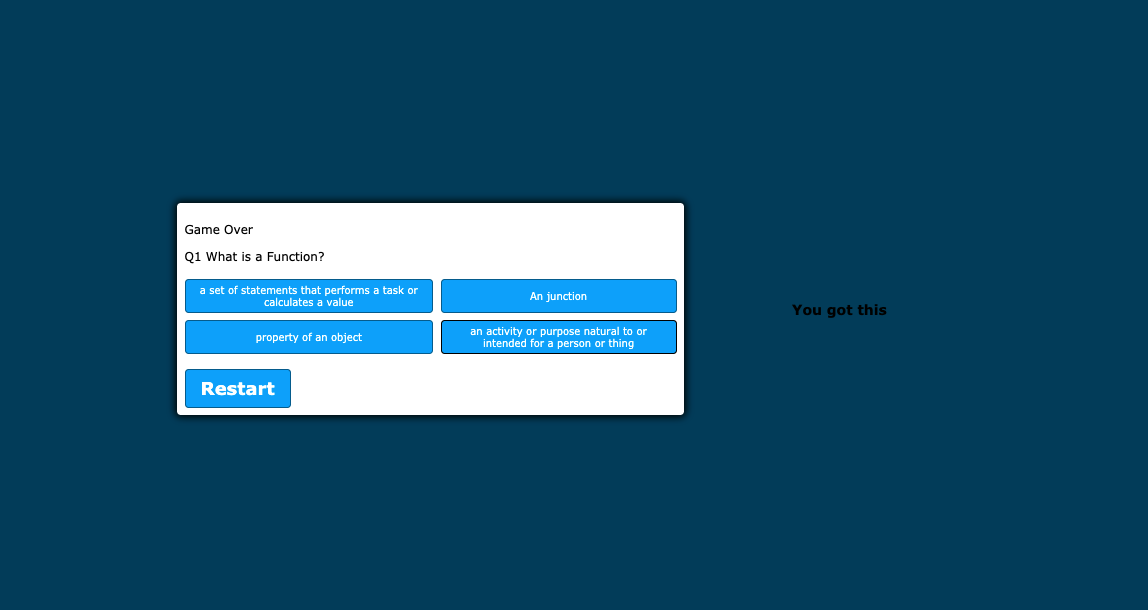 Game Over
Q1 What is a Function?
a set of statements that performs a task or
calculates a value
An junction
property of an object
an activity or purpose natural to or
intended for a person or thing
Restart
You got this